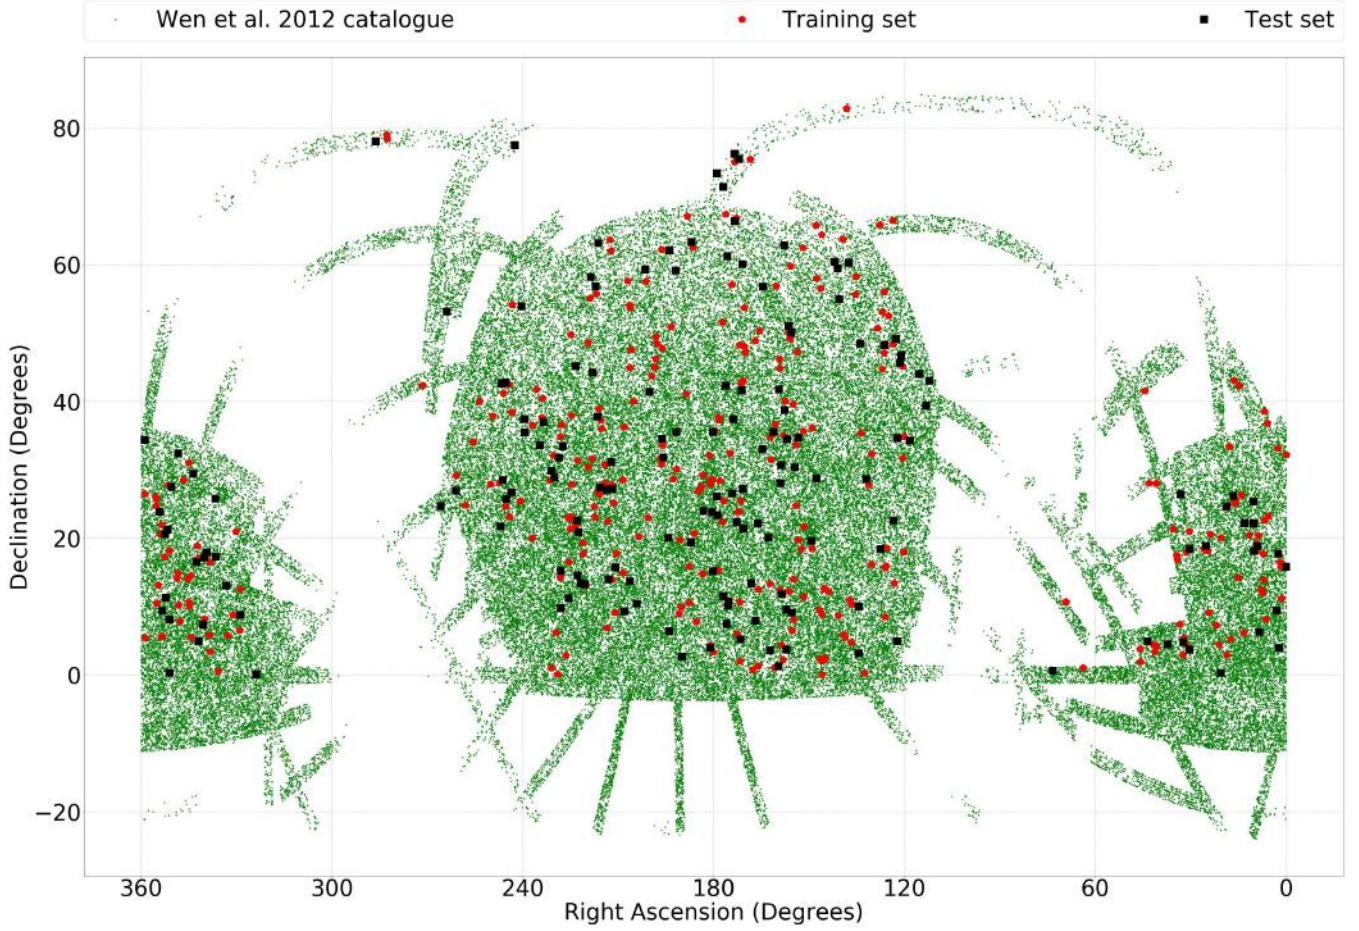 Wen et al. 2012 catalogue Training set Test set
80
60
40
20
0
−20
Declination (Degrees)
360 300 240 180 120 60 0
Right Ascension (Degrees)